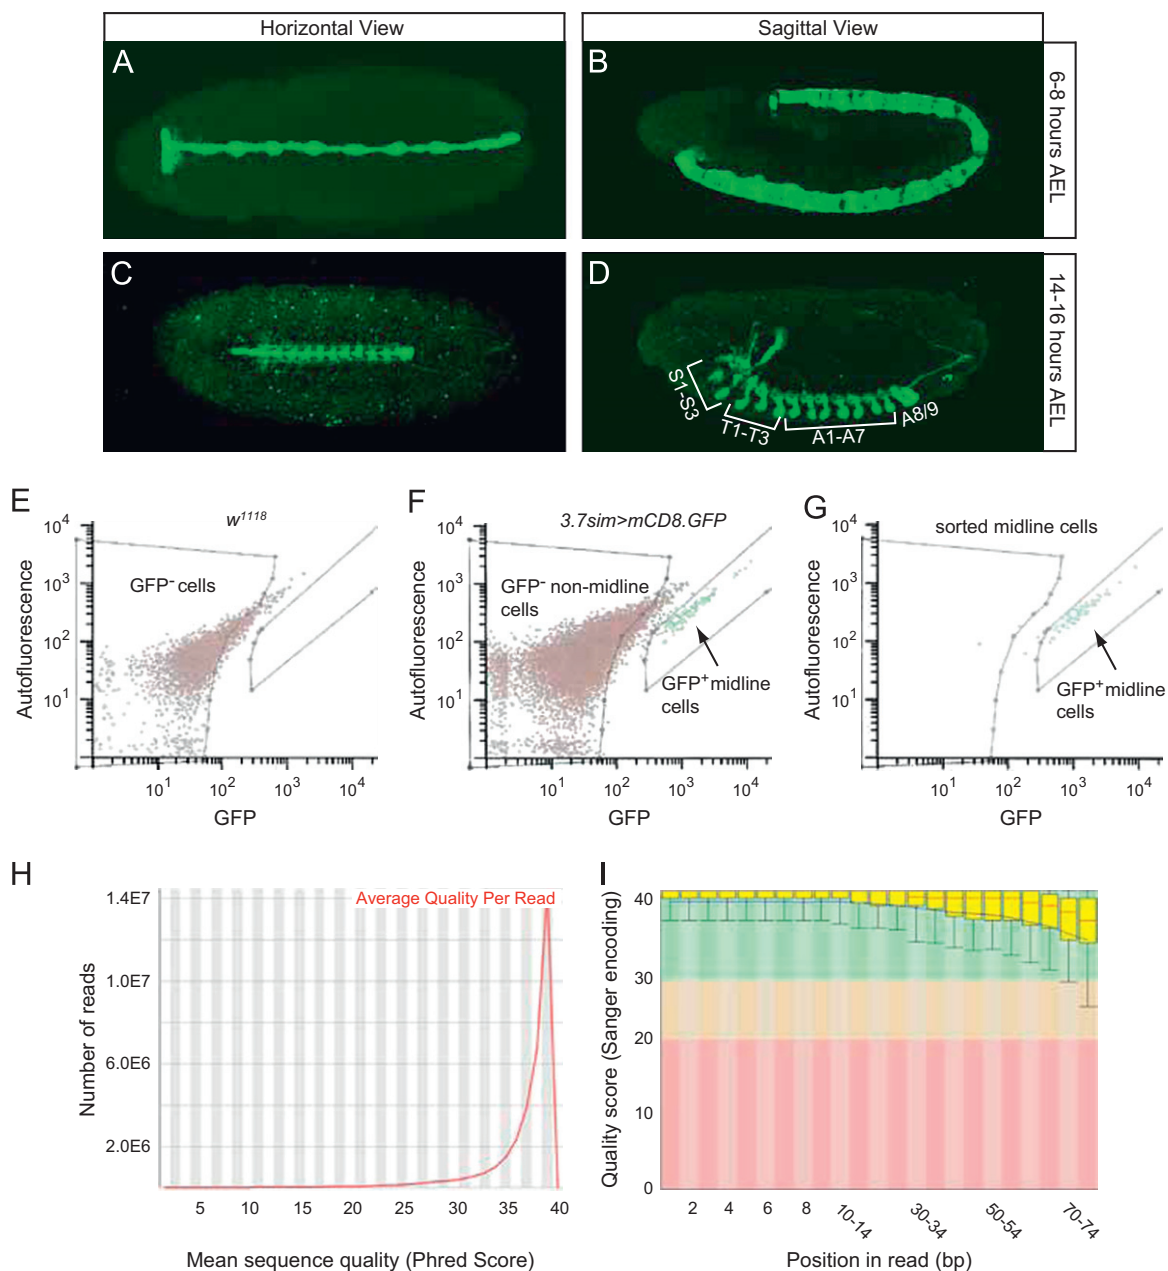 Horizontal View
Sagittal View
A
B
6-8 hours AEL
C
D
S1-S3
T1-T3
A1-A7
A8/9
14-16 hours AEL
E
w1118
GFP- cells
Autofluorescence
10^4
10^3
10^2
10^1
10^1
10^2
10^3
10^4
GFP
F
3.7sim>mCD8.GFP
GFP- non-midline
cells
GFP+ midline
cells
Autofluorescence
10^4
10^3
10^2
10^1
10^1
10^2
10^3
10^4
GFP
G
sorted midline cells
GFP+ midline
cells
Autofluorescence
10^4
10^3
10^2
10^1
10^1
10^2
10^3
10^4
GFP
H
Average Quality Per Read
Number of reads
1.4E7
1.0E7
6.0E6
2.0E6
5
10
15
20
25
30
35
40
Mean sequence quality (Phred Score)
I
Quality score (Sanger encoding)
40
30
20
10
0
2
4
6
8
10-14
30-34
50-54
70-74
Position in read (bp)